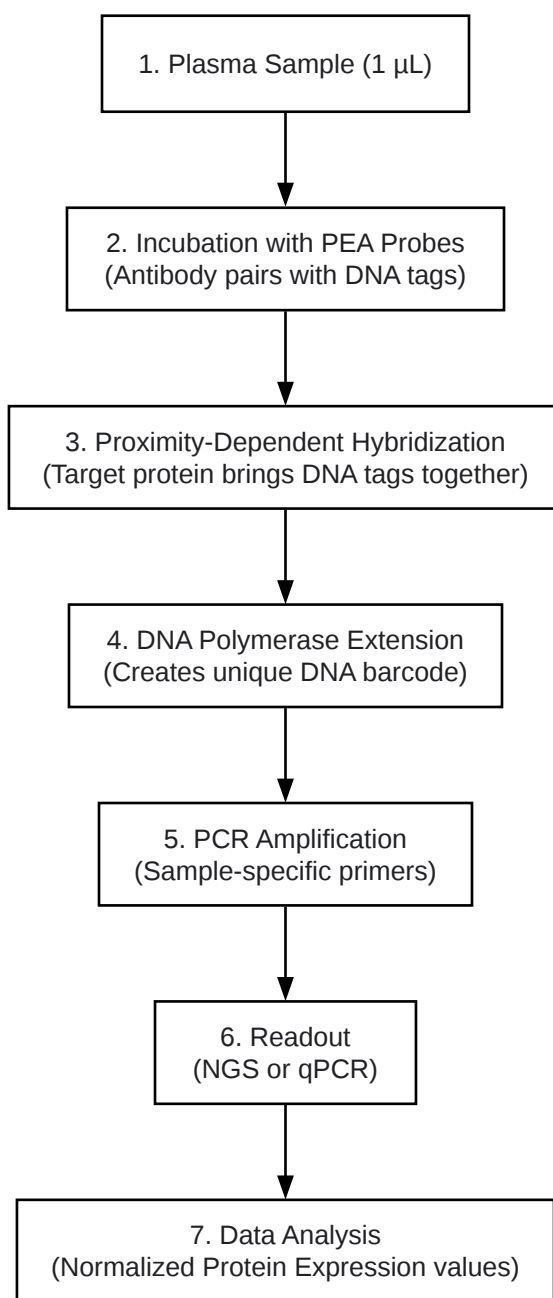 1. Plasma Sample (1 µL)
2. Incubation with PEA Probes
(Antibody pairs with DNA tags)
3. Proximity-Dependent Hybridization
(Target protein brings DNA tags together)
4. DNA Polymerase Extension
(Creates unique DNA barcode)
5. PCR Amplification
(Sample-specific primers)
6. Readout
(NGS or qPCR)
7. Data Analysis
(Normalized Protein Expression values)